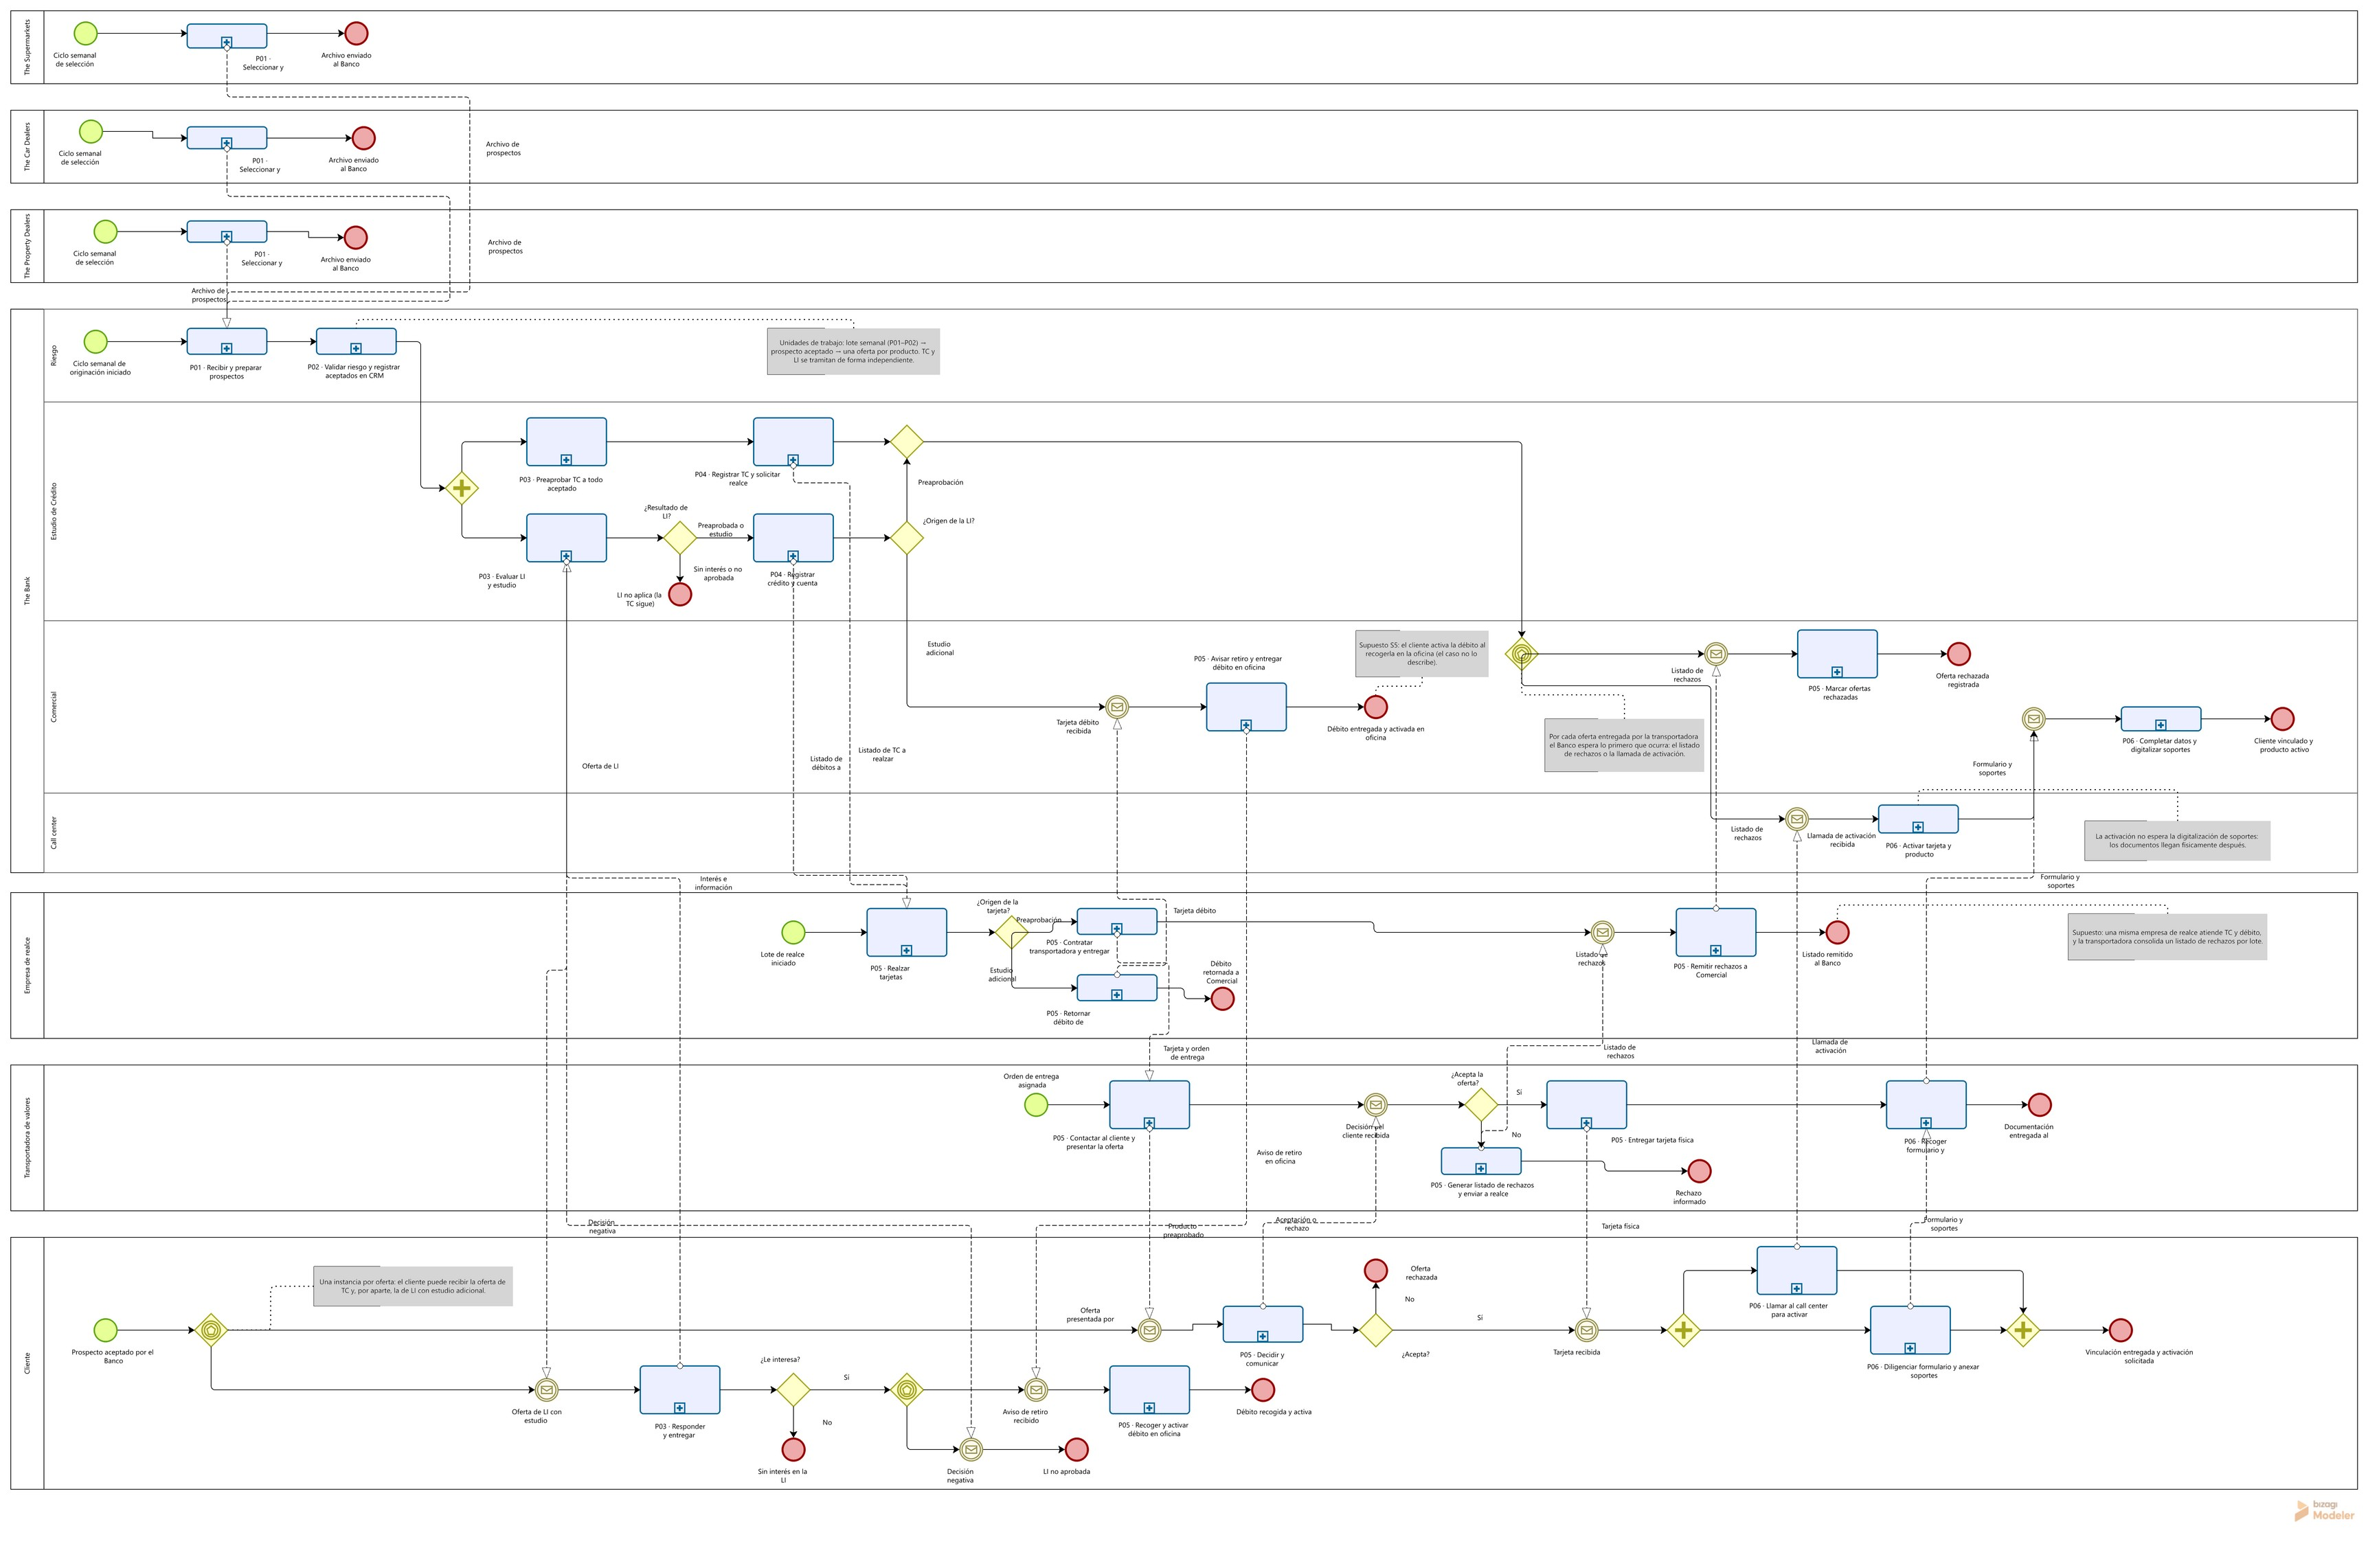 The Supermarkets
Ciclo semanal
de selección
P01 ·
Seleccionar y
Archivo enviado
al Banco
The Car Dealers
Ciclo semanal
de selección
P01 ·
Seleccionar y
Archivo enviado
al Banco
Archivo de
prospectos
The Property Dealers
Ciclo semanal
de selección
P01 ·
Seleccionar y
Archivo enviado
al Banco
Archivo de
prospectos
Archivo de
prospectos
The Bank
Riesgo
Ciclo semanal de
originación iniciado
P01 · Recibir y preparar
prospectos
P02 · Validar riesgo y registrar
aceptados en CRM
Unidades de trabajo: lote semanal (P01–P02) →
prospecto aceptado → una oferta por producto. TC y
LI se tramitan de forma independiente.
Estudio de Crédito
P03 · Preaprobar TC a todo
aceptado
P04 · Registrar TC y solicitar
realce
Preaprobación
¿Resultado de
LI?
Preaprobada o
estudio
¿Origen de la LI?
P03 · Evaluar LI
y estudio
Sin interés o no
aprobada
P04 · Registrar
crédito y cuenta
LI no aplica (la
TC sigue)
Comercial
Estudio
adicional
Supuesto S5: el cliente activa la débito al
recogerla en la oficina (el caso no lo
describe).
P05 · Avisar retiro y entregar
débito en oficina
Tarjeta débito
recibida
Débito entregada y activada en
oficina
Listado de
rechazos
P05 · Marcar ofertas
rechazadas
Oferta rechazada
registrada
Por cada oferta entregada por la transportadora
el Banco espera lo primero que ocurra: el listado
de rechazos o la llamada de activación.
P06 · Completar datos y
digitalizar soportes
Cliente vinculado y
producto activo
Formulario y
soportes
Oferta de LI
Listado de
débitos a
Listado de TC a
realzar
Call center
Listado de
rechazos
Llamada de activación
recibida
P06 · Activar tarjeta y
producto
La activación no espera la digitalización de soportes:
los documentos llegan físicamente después.
Interés e
información
Formulario y
soportes
Empresa de realce
Lote de realce
iniciado
P05 · Realzar
tarjetas
¿Origen de la
tarjeta?
Preaprobación
P05 · Contratar
transportadora y entregar
Tarjeta débito
Estudio
adicional
P05 · Retornar
débito de
Débito
retornada a
Comercial
Listado de
rechazos
P05 · Remitir rechazos a
Comercial
Listado remitido
al Banco
Supuesto: una misma empresa de realce atiende TC y débito,
y la transportadora consolida un listado de rechazos por lote.
Tarjeta y orden
de entrega
Listado de
rechazos
Llamada de
activación
Transportadora de valores
Orden de entrega
asignada
P05 · Contactar al cliente y
presentar la oferta
Aviso de retiro
en oficina
Decisión del
cliente recibida
¿Acepta la
oferta?
Sí
No
P05 · Entregar tarjeta física
P05 · Generar listado de rechazos
y enviar a realce
Rechazo
informado
P06 · Recoger
formulario y
Documentación
entregada al
Decisión
negativa
Producto
preaprobado
Aceptación o
rechazo
Tarjeta física
Formulario y
soportes
Cliente
Una instancia por oferta: el cliente puede recibir la oferta de
TC y, por aparte, la de LI con estudio adicional.
Prospecto aceptado por el
Banco
Oferta
presentada por
P05 · Decidir y
comunicar
Oferta
rechazada
No
Sí
¿Acepta?
Tarjeta recibida
P06 · Llamar al call center
para activar
P06 · Diligenciar formulario y anexar
soportes
Vinculación entregada y activación
solicitada
Oferta de LI con
estudio
P03 · Responder
y entregar
¿Le interesa?
Sí
No
Sin interés en la
LI
Aviso de retiro
recibido
P05 · Recoger y activar
débito en oficina
Débito recogida y activa
Decisión
negativa
LI no aprobada
bizagi
Modeler